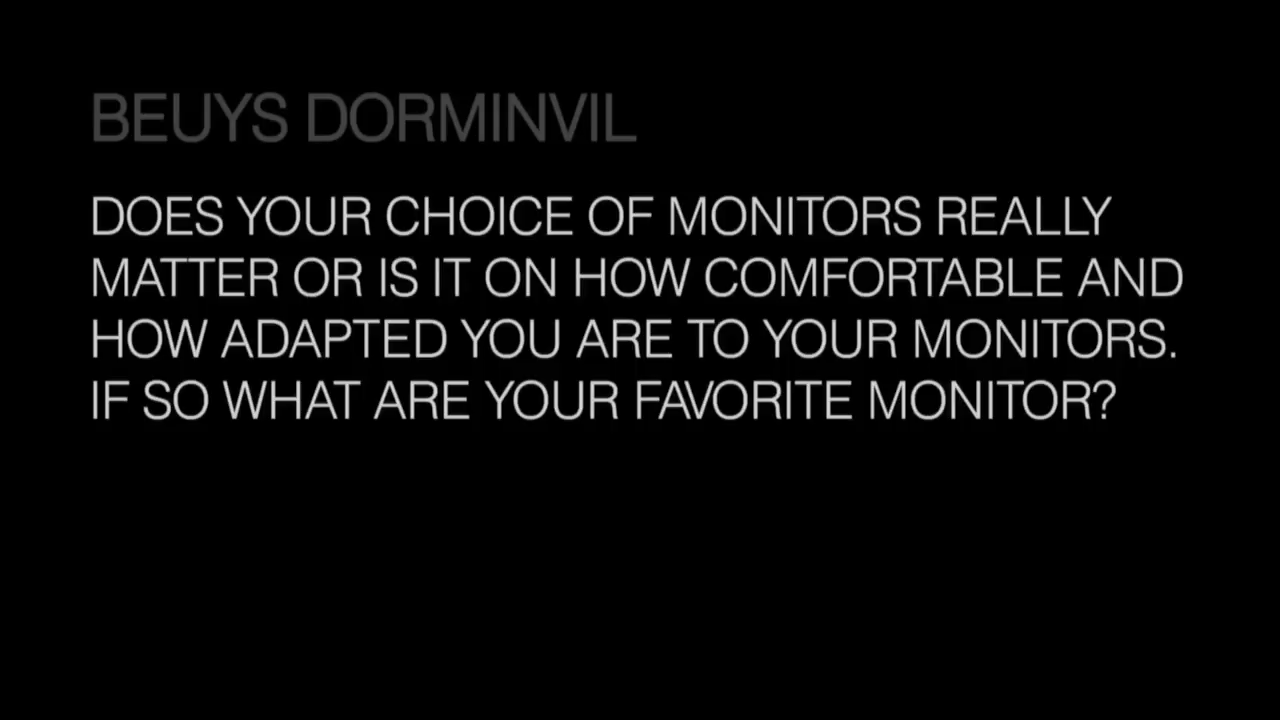 BEUYS DORMINVIL
DOES YOUR CHOICE OF MONITORS REALLY
MATTER OR IS IT ON HOW COMFORTABLE AND
HOW ADAPTED YOU ARE TO YOUR MONITORS.
IF SO WHAT ARE YOUR FAVORITE MONITOR?